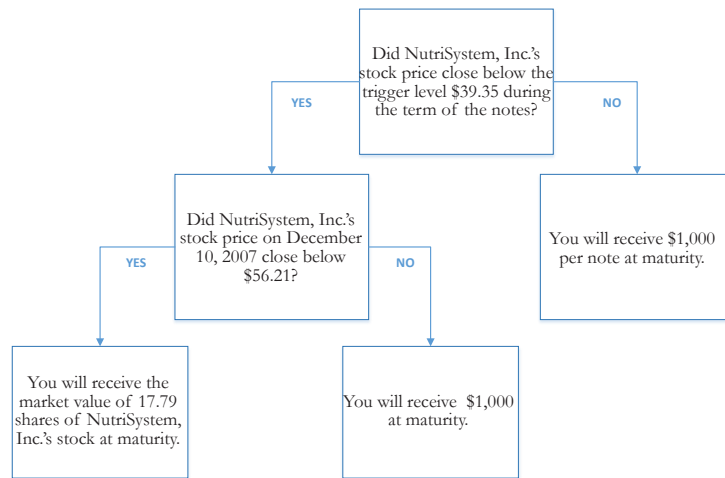 Did NutriSystem, Inc.'s
stock price close below the
trigger level $39.35 during
the term of the notes?
YES
NO
Did NutriSystem, Inc.'s
stock price on December
10, 2007 close below
$56.21?
You will receive $1,000
per note at maturity.
YES
NO
You will receive the
market value of 17.79
shares of NutriSystem,
Inc.'s stock at maturity.
You will receive $1,000
at maturity.